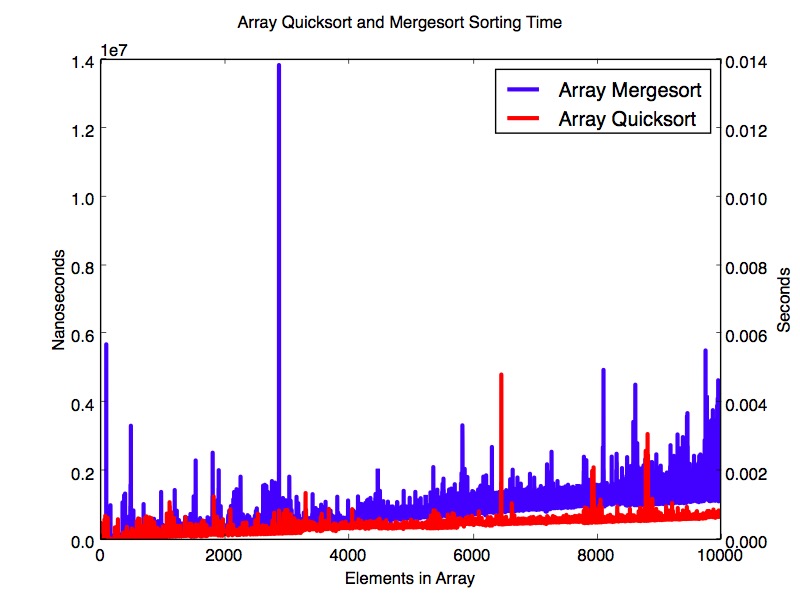 Array Quicksort and Mergesort Sorting Time
1e7
1.4
1.2
1.0
0.8
0.6
0.4
0.2
0.0
Nanoseconds
Array Mergesort
Array Quicksort
0.014
0.012
0.010
0.008
0.006
0.004
0.002
0.000
Seconds
0 2000 4000 6000 8000 10000
Elements in Array